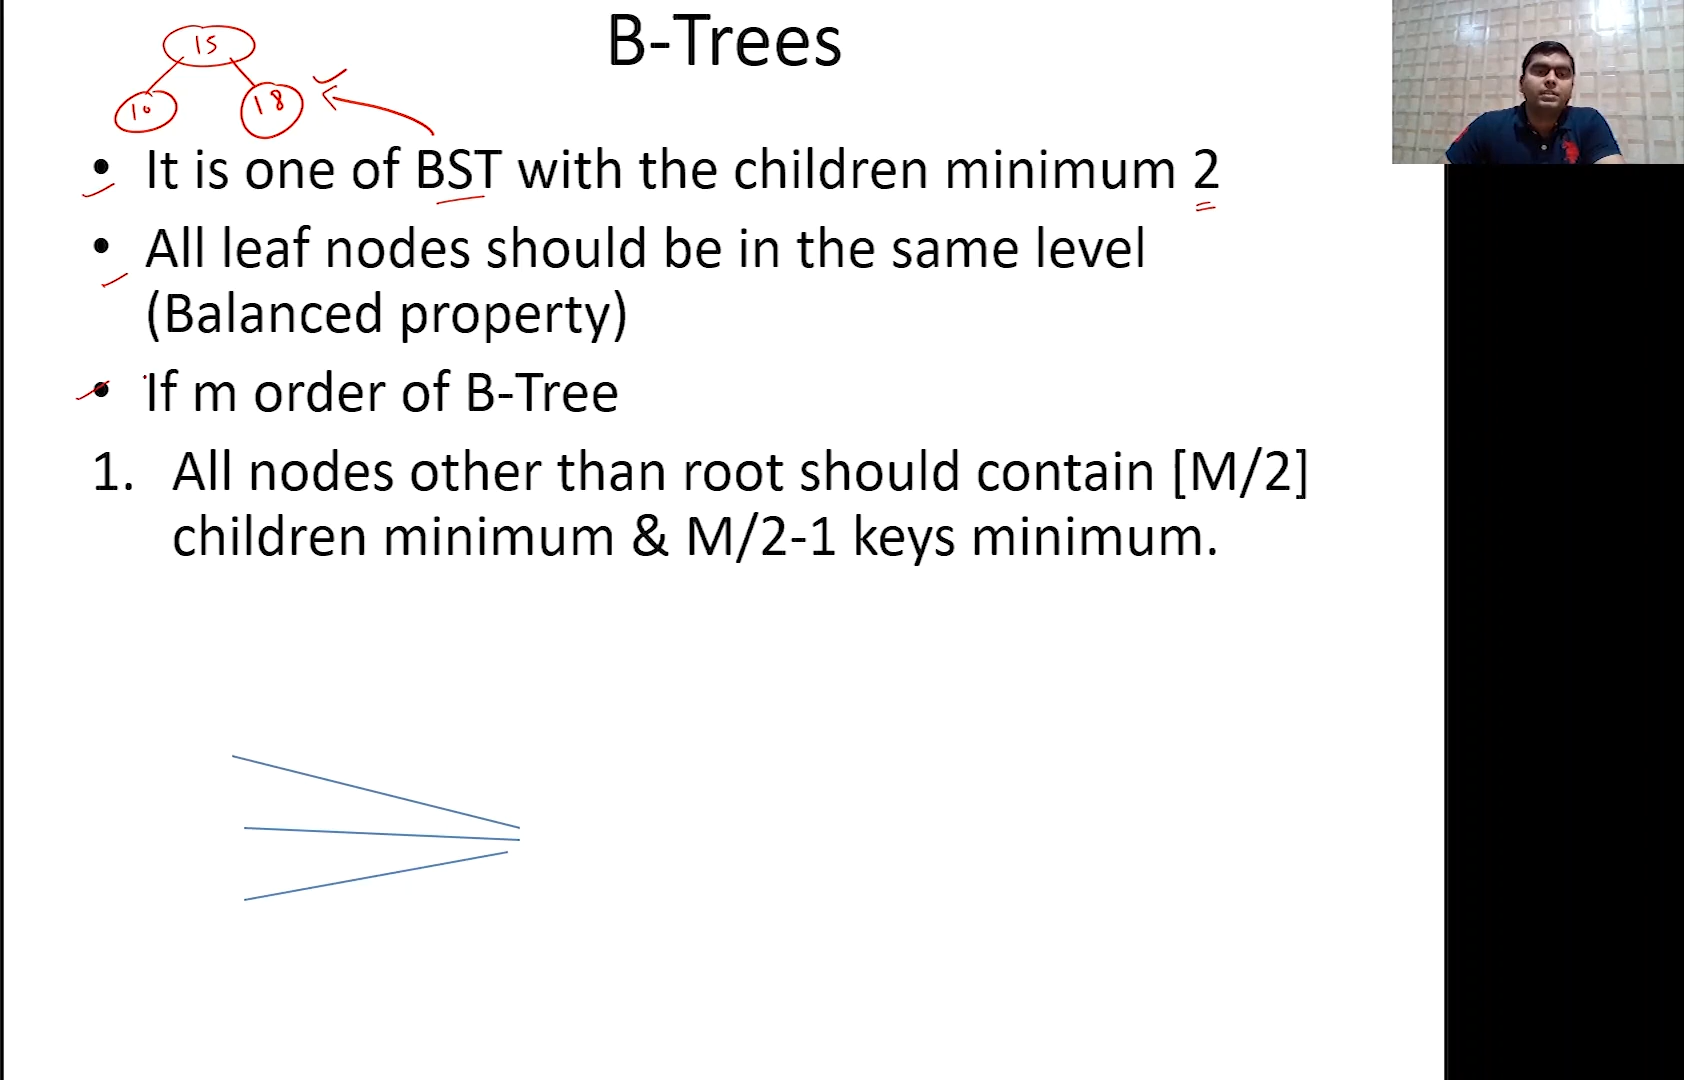 B-Trees
15
10
18
• It is one of BST with the children minimum 2
• All leaf nodes should be in the same level
(Balanced property)
• If m order of B-Tree
1. All nodes other than root should contain [M/2]
children minimum & M/2-1 keys minimum.